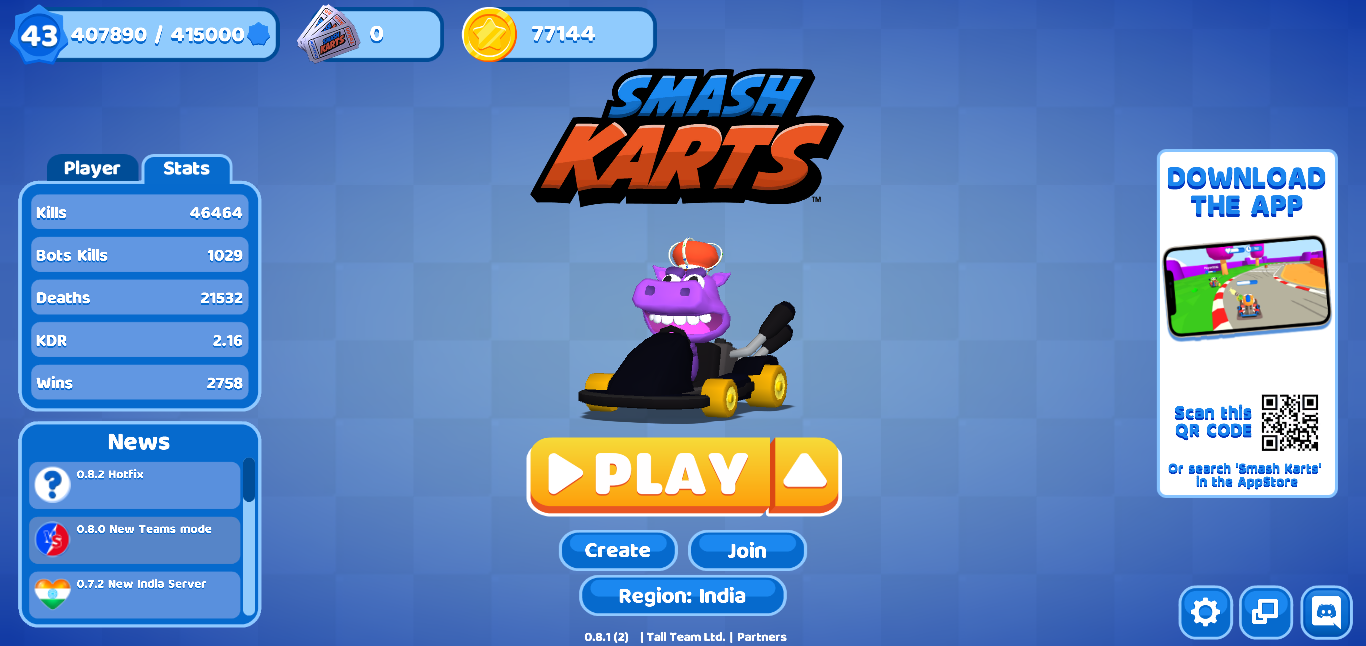 43 407890 / 415000
0
77144
SMASH
KARTS
TM
Player Stats
Kills 46464
Bots Kills 1029
Deaths 21532
KDR 2.16
Wins 2758
News
0.8.2 Hotfix
0.8.0 New Teams mode
0.7.2 New India Server
PLAY
Create Join
Region: India
0.8.1 (2) | Tall Team Ltd. | Partners
DOWNLOAD
THE APP
Scan this
QR CODE
Or search 'Smash Karts'
in the AppStore